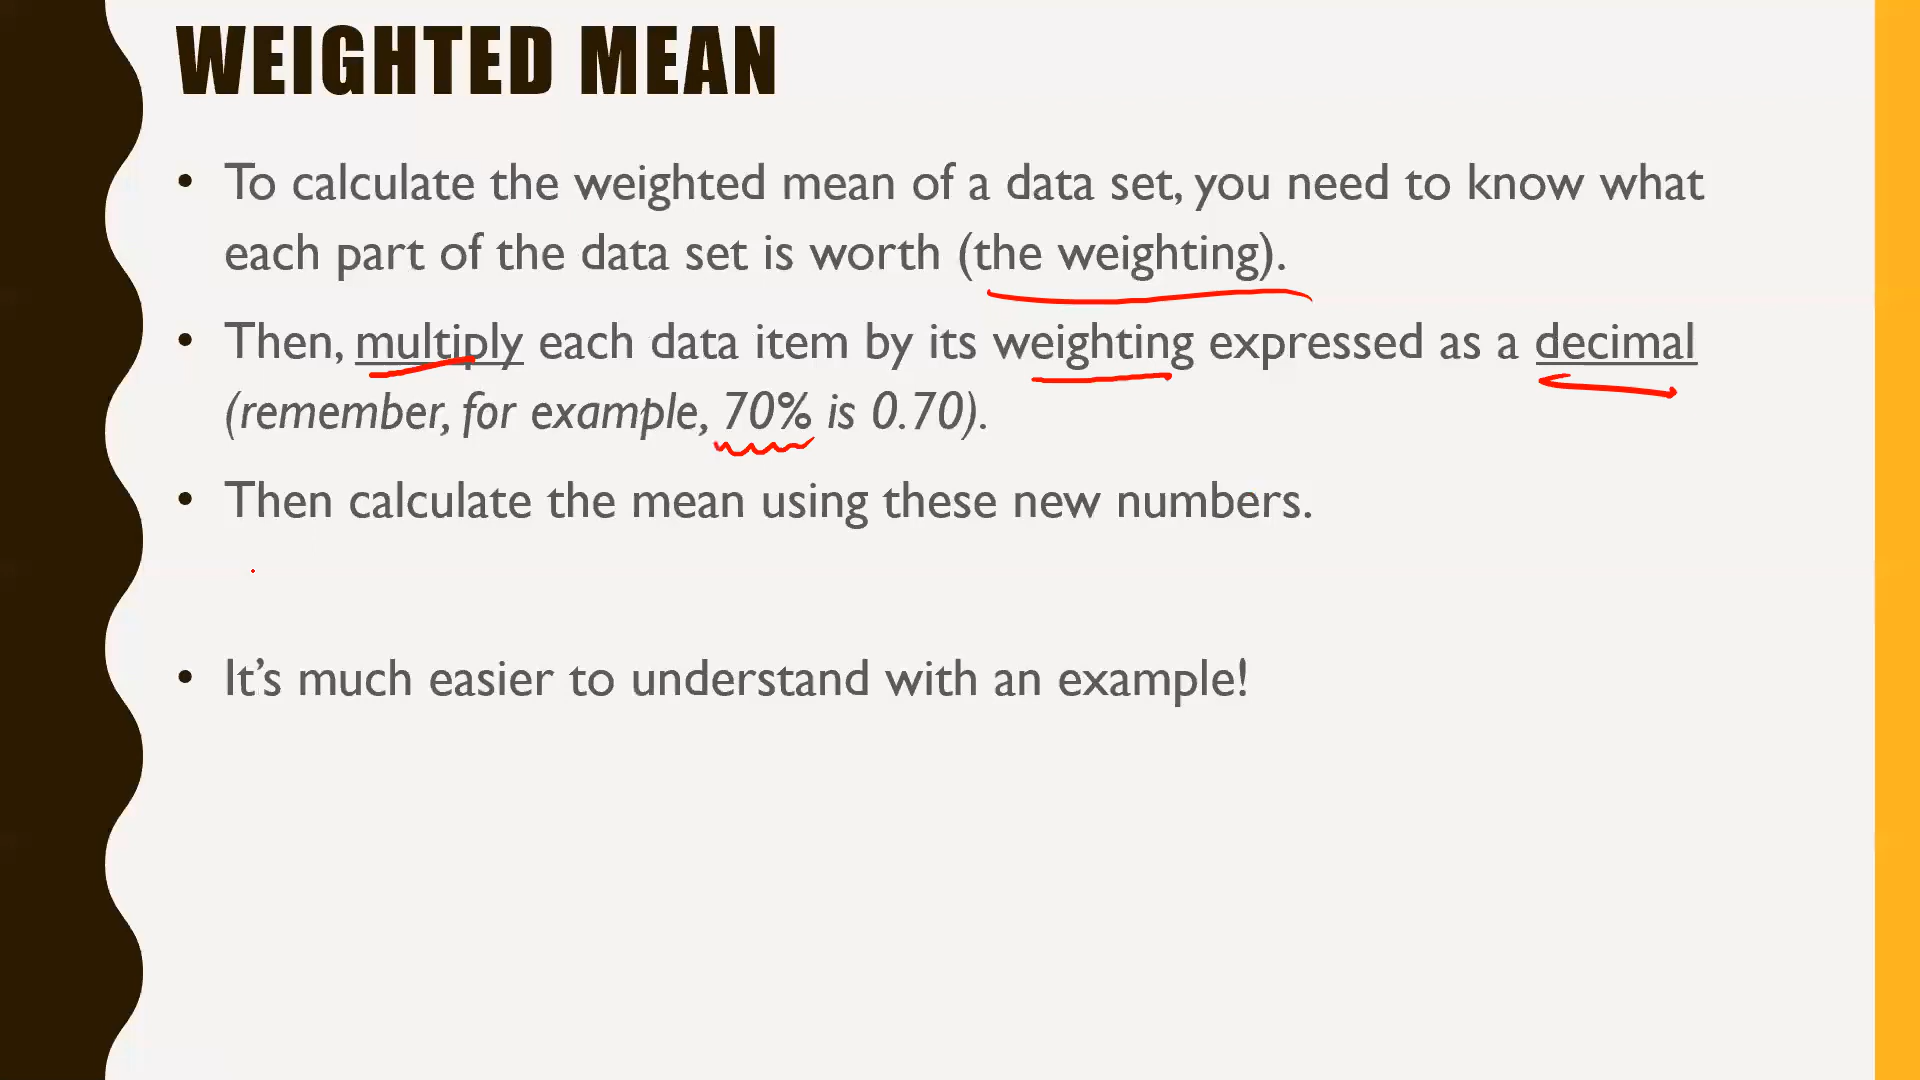 WEIGHTED MEAN
• To calculate the weighted mean of a data set, you need to know what
each part of the data set is worth (the weighting).
• Then, multiply each data item by its weighting expressed as a decimal
(remember, for example, 70% is 0.70).
• Then calculate the mean using these new numbers.
• It’s much easier to understand with an example!